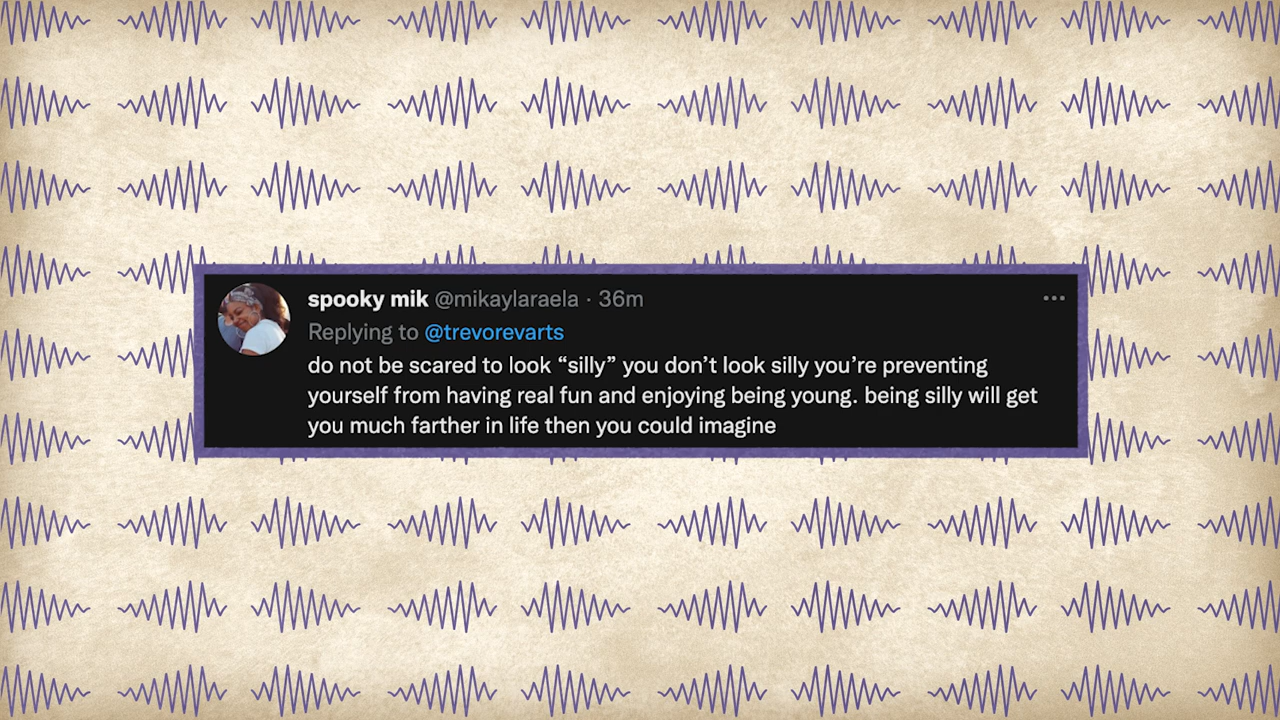 spooky mik @mikaylaraela · 36m
Replying to @trevorevarts
do not be scared to look “silly” you don’t look silly you’re preventing
yourself from having real fun and enjoying being young. being silly will get
you much farther in life then you could imagine